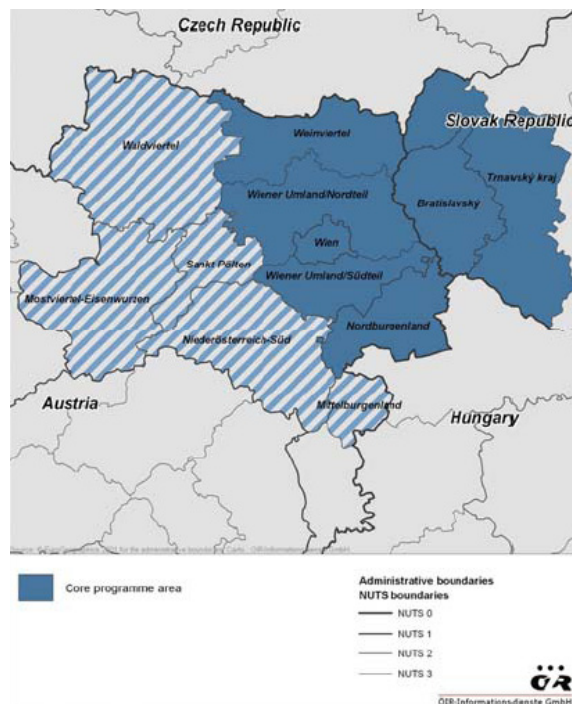 Czech Republic
Slovak Republic
Waldviertel
Weinviertel
Trnavský kraj
Wiener Umland/Nordteil
Bratislavský
Wien
Sankt Pölten
Wiener Umland/Südteil
Mostviertel-Eisenwurzen
Nordburgenland
Niederösterreich-Süd
Austria
Mittelburgenland
Hungary
Core programme area
Administrative boundaries
NUTS boundaries
NUTS 0
NUTS 1
NUTS 2
NUTS 3
ÖIR
ÖIR-Informationsdienste GmbH